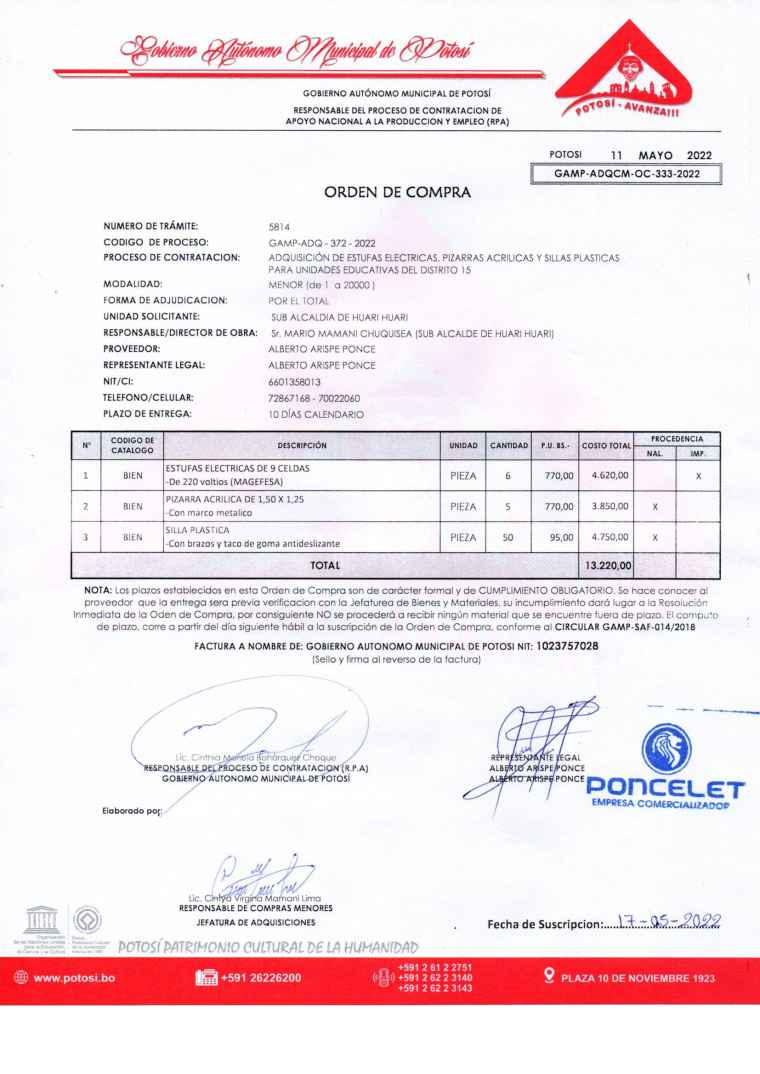 Gobierno Autónomo Municipal de Potosí
POTOSÍ - AVANZA!!!
GOBIERNO AUTÓNOMO MUNICIPAL DE POTOSÍ
RESPONSABLE DEL PROCESO DE CONTRATACION DE
APOYO NACIONAL A LA PRODUCCION Y EMPLEO (RPA)
POTOSI 11 MAYO 2022
GAMP-ADQCM-OC-333-2022
ORDEN DE COMPRA
NUMERO DE TRÁMITE: 5814
CODIGO DE PROCESO: GAMP-ADQ - 372 - 2022
PROCESO DE CONTRATACION: ADQUISICIÓN DE ESTUFAS ELECTRICAS, PIZARRAS ACRILICAS Y SILLAS PLASTICAS
PARA UNIDADES EDUCATIVAS DEL DISTRITO 15
MODALIDAD: MENOR (de 1 a 20000 )
FORMA DE ADJUDICACION: POR EL TOTAL
UNIDAD SOLICITANTE: SUB ALCALDIA DE HUARI HUARI
RESPONSABLE/DIRECTOR DE OBRA: Sr. MARIO MAMANI CHUQUISEA (SUB ALCALDE DE HUARI HUARI)
PROVEEDOR: ALBERTO ARISPE PONCE
REPRESENTANTE LEGAL: ALBERTO ARISPE PONCE
NIT/CI: 6601358013
TELEFONO/CELULAR: 72867168 - 70022060
PLAZO DE ENTREGA: 10 DÍAS CALENDARIO
N° CODIGO DE CATALOGO DESCRIPCIÓN UNIDAD CANTIDAD P.U. BS.- COSTO TOTAL PROCEDENCIA
NAL. IMP.
1 BIEN ESTUFAS ELECTRICAS DE 9 CELDAS PIEZA 6 770,00 4.620,00 X
-De 220 voltios (MAGEFESA)
2 BIEN PIZARRA ACRILICA DE 1,50 X 1,25 PIEZA 5 770,00 3.850,00 X
-Con marco metalico
3 BIEN SILLA PLASTICA PIEZA 50 95,00 4.750,00 X
-Con brazos y taco de goma antideslizante
TOTAL 13.220,00
NOTA: Los plazos establecidos en esta Orden de Compra son de carácter formal y de CUMPLIMIENTO OBLIGATORIO. Se hace conocer al
proveedor que la entrega sera previa verificacion con la Jefaturea de Bienes y Materiales, su incumplimiento dará lugar a la Resolución
Inmediata de la Oden de Compra, por consiguiente NO se procederá a recibir ningún material que se encuentre fuera de plazo. El computo
de plazo, corre a partir del día siguiente hábil a la suscripción de la Orden de Compra, conforme al CIRCULAR GAMP-SAF-014/2018
FACTURA A NOMBRE DE: GOBIERNO AUTONOMO MUNICIPAL DE POTOSI NIT: 1023757028
(Sello y firma al reverso de la factura)
Lic. Cinthia Choque
RESPONSABLE DEL PROCESO DE CONTRATACION (R.P.A)
GOBIERNO AUTONOMO MUNICIPAL DE POTOSÍ
REPRESENTANTE LEGAL
ALBERTO ARISPE PONCE
ALBERTO ARISPE PONCE
PONCELET
EMPRESA COMERCIALIZADOR
Elaborado por:
Lic. Cintya Virgina Mamani Lima
RESPONSABLE DE COMPRAS MENORES
JEFATURA DE ADQUISICIONES
Fecha de Suscripcion: 17-05-2022
POTOSÍ PATRIMONIO CULTURAL DE LA HUMANIDAD
www.potosi.bo
+591 26226200
+591 2 61 2 2751
+591 2 62 2 3140
+591 2 62 2 3143
PLAZA 10 DE NOVIEMBRE 1923